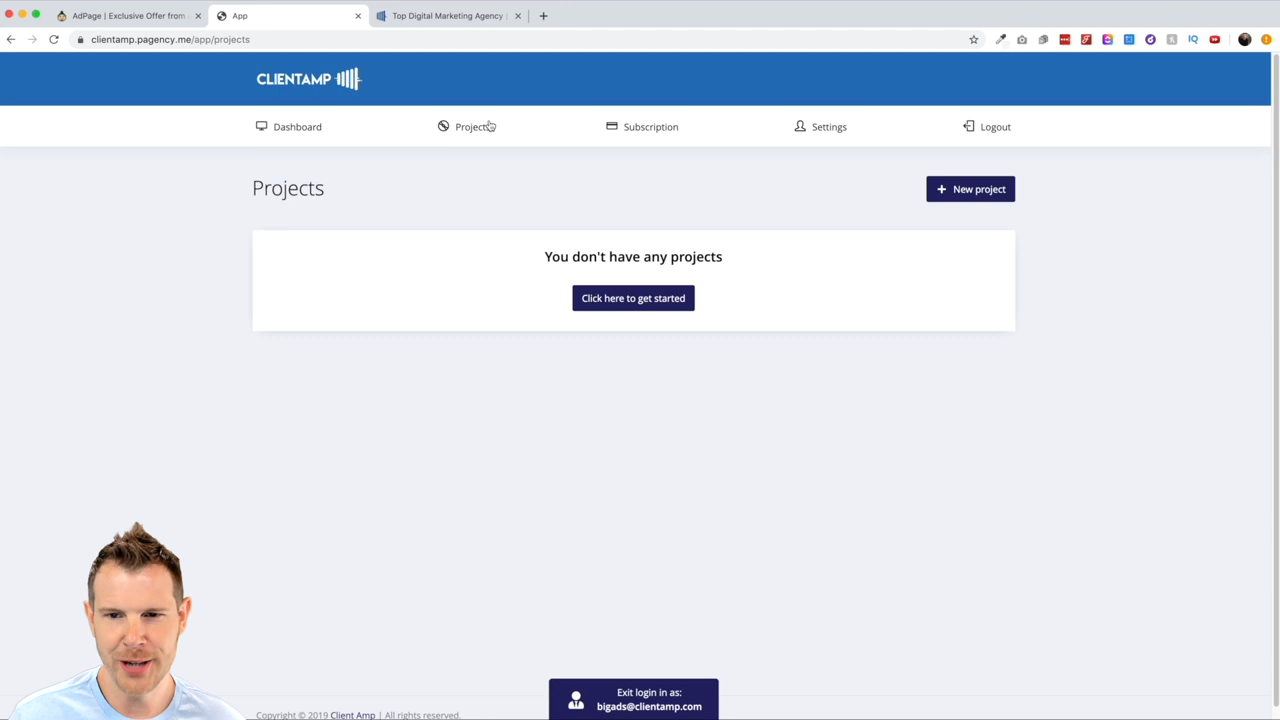 AdPage | Exclusive Offer from
App
Top Digital Marketing Agency |
clientamp.pagency.me/app/projects
IQ
CLIENTAMP
Dashboard
Projects
Subscription
Settings
Logout
Projects
+ New project
You don't have any projects
Click here to get started
Exit login in as:
bigads@clientamp.com
Copyright © 2019 Client Amp | All rights reserved.